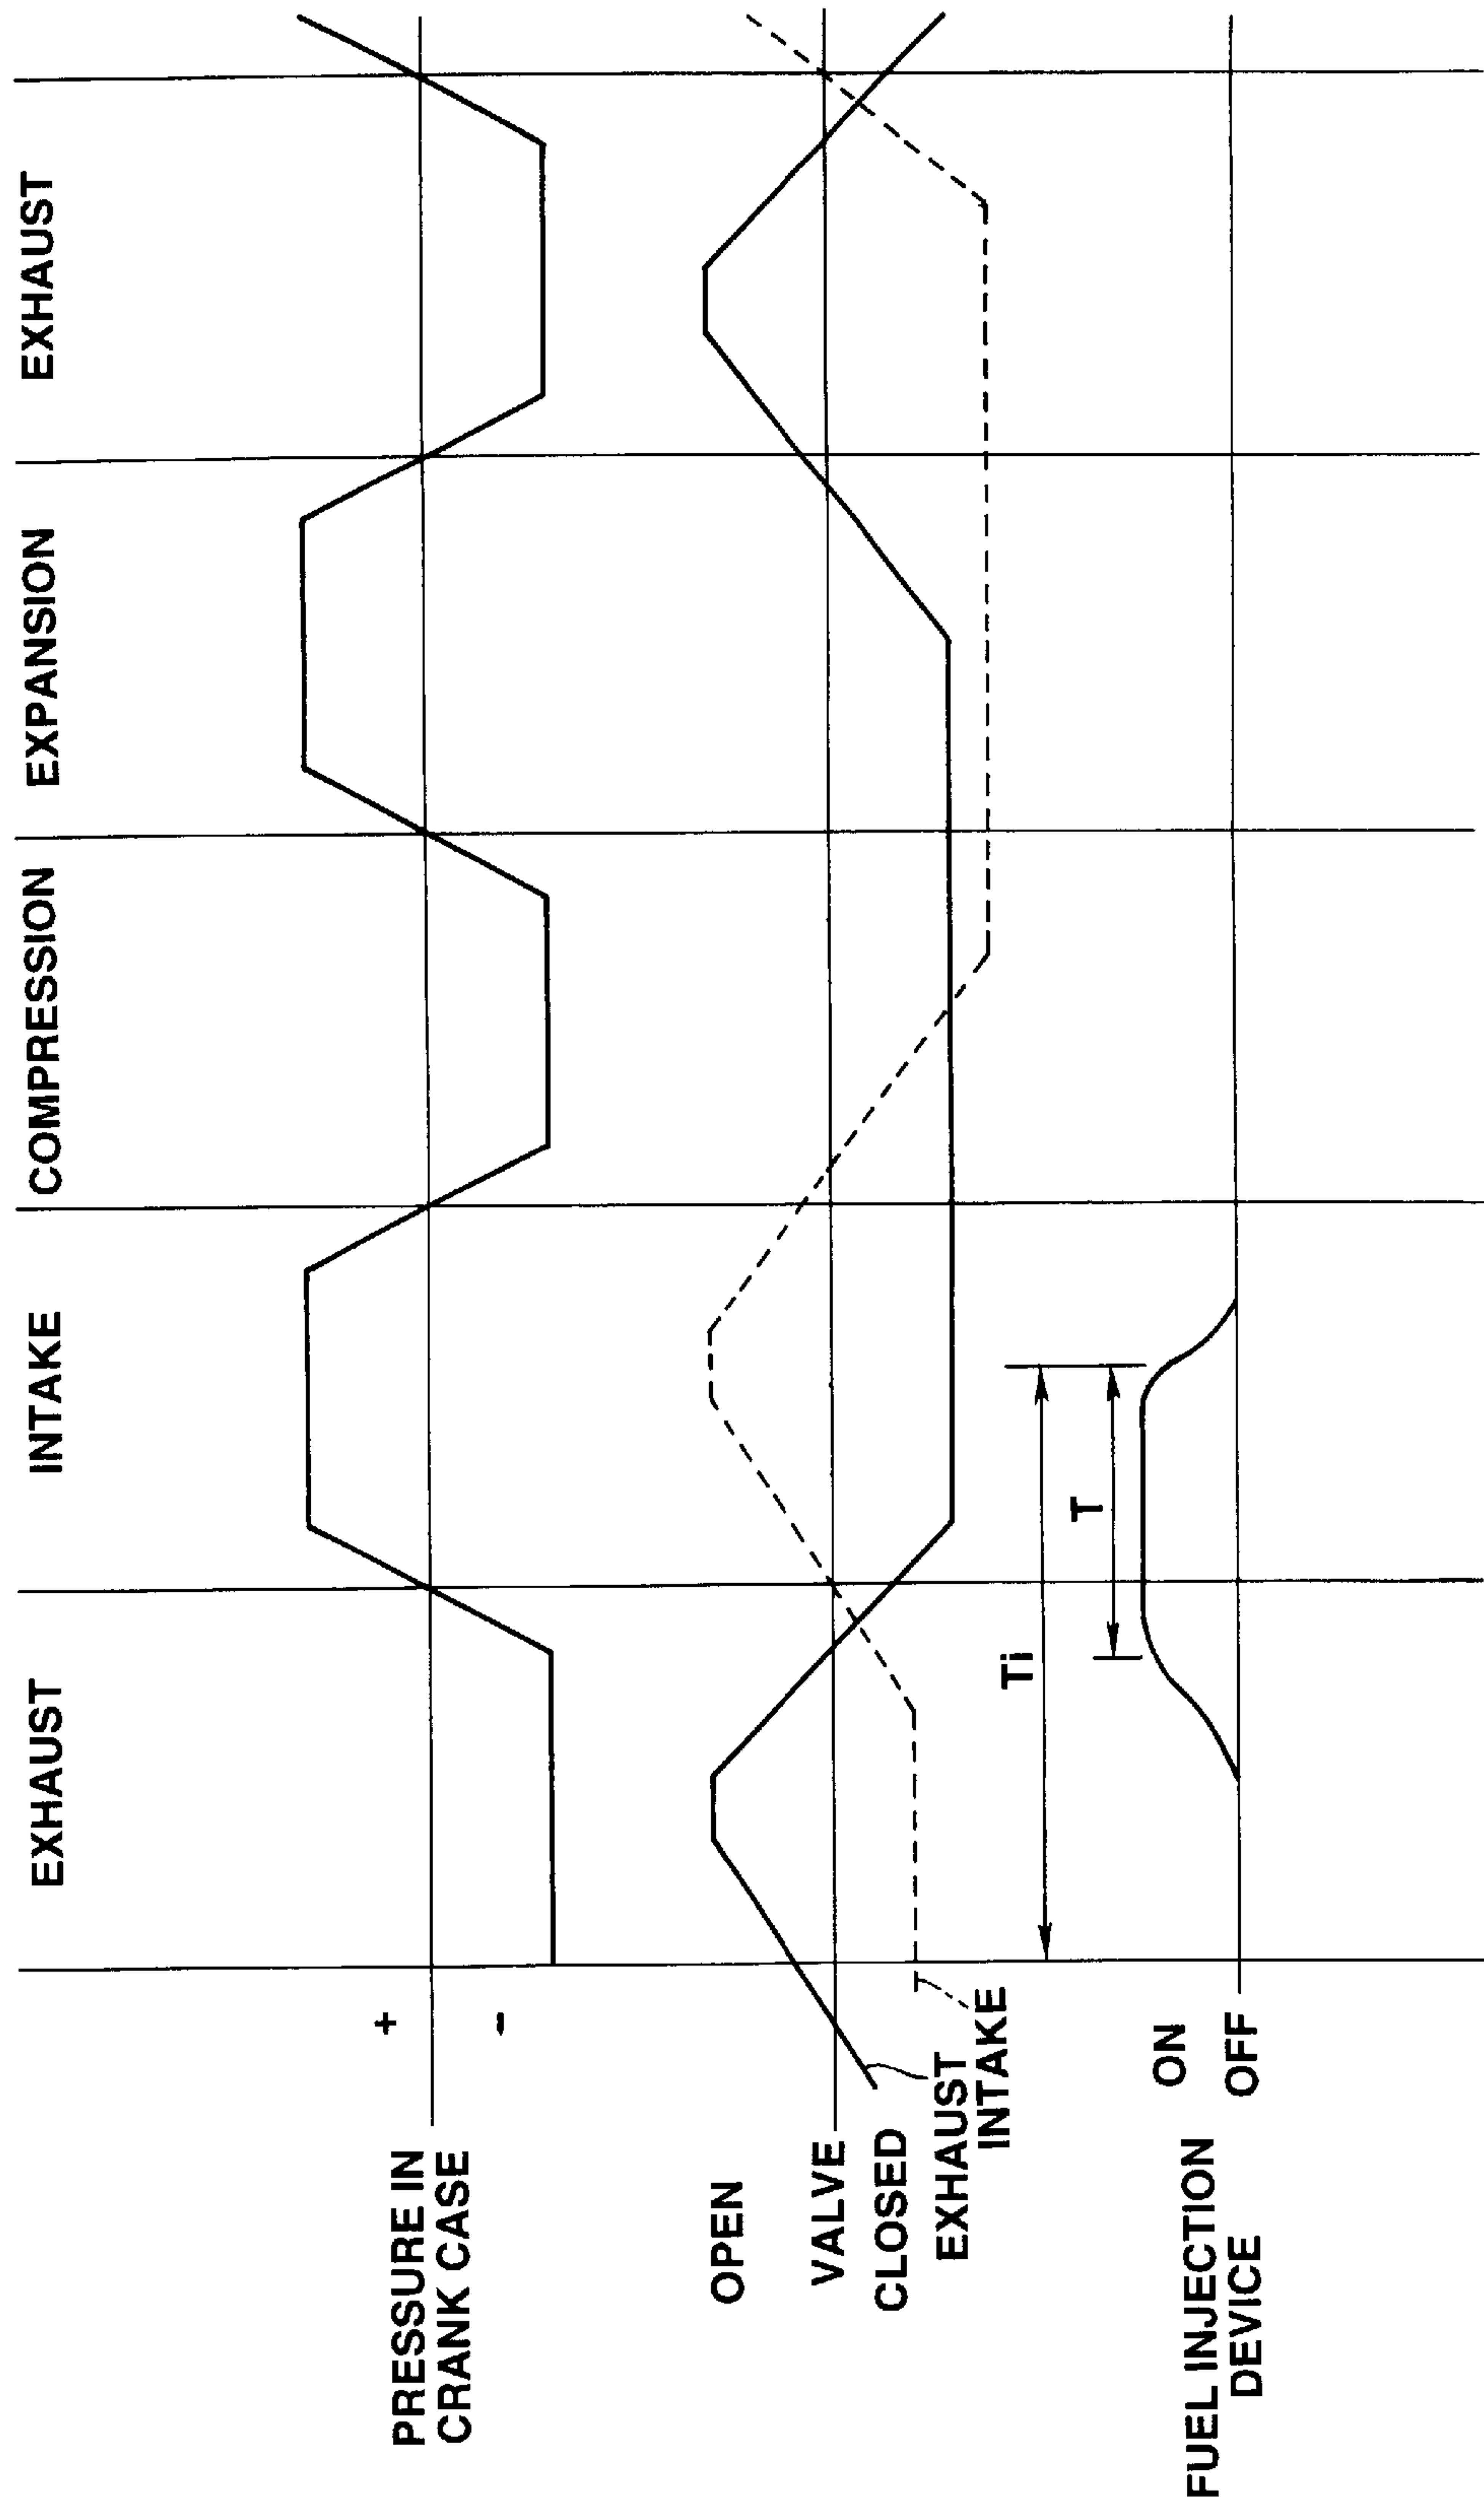 EXHAUST
INTAKE
COMPRESSION
EXPANSION
EXHAUST
PRESSURE IN
CRANK CASE
+
-
OPEN
VALVE
CLOSED
EXHAUST
INTAKE
Ti
T
FUEL INJECTION
DEVICE
ON
OFF